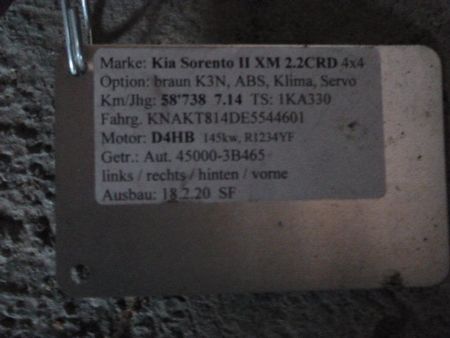 Marke: Kia Sorento II XM 2.2CRD 4x4
Option: braun K3N, ABS, Klima, Servo
Km/Jhg: 58'738 7.14 TS: 1KA330
Fahrg. KNAKT814DE5544601
Motor: D4HB 145kw, R1234YF
Getr.: Aut. 45000-3B465
links / rechts / hinten / vorne
Ausbau: 18.2.20 SF